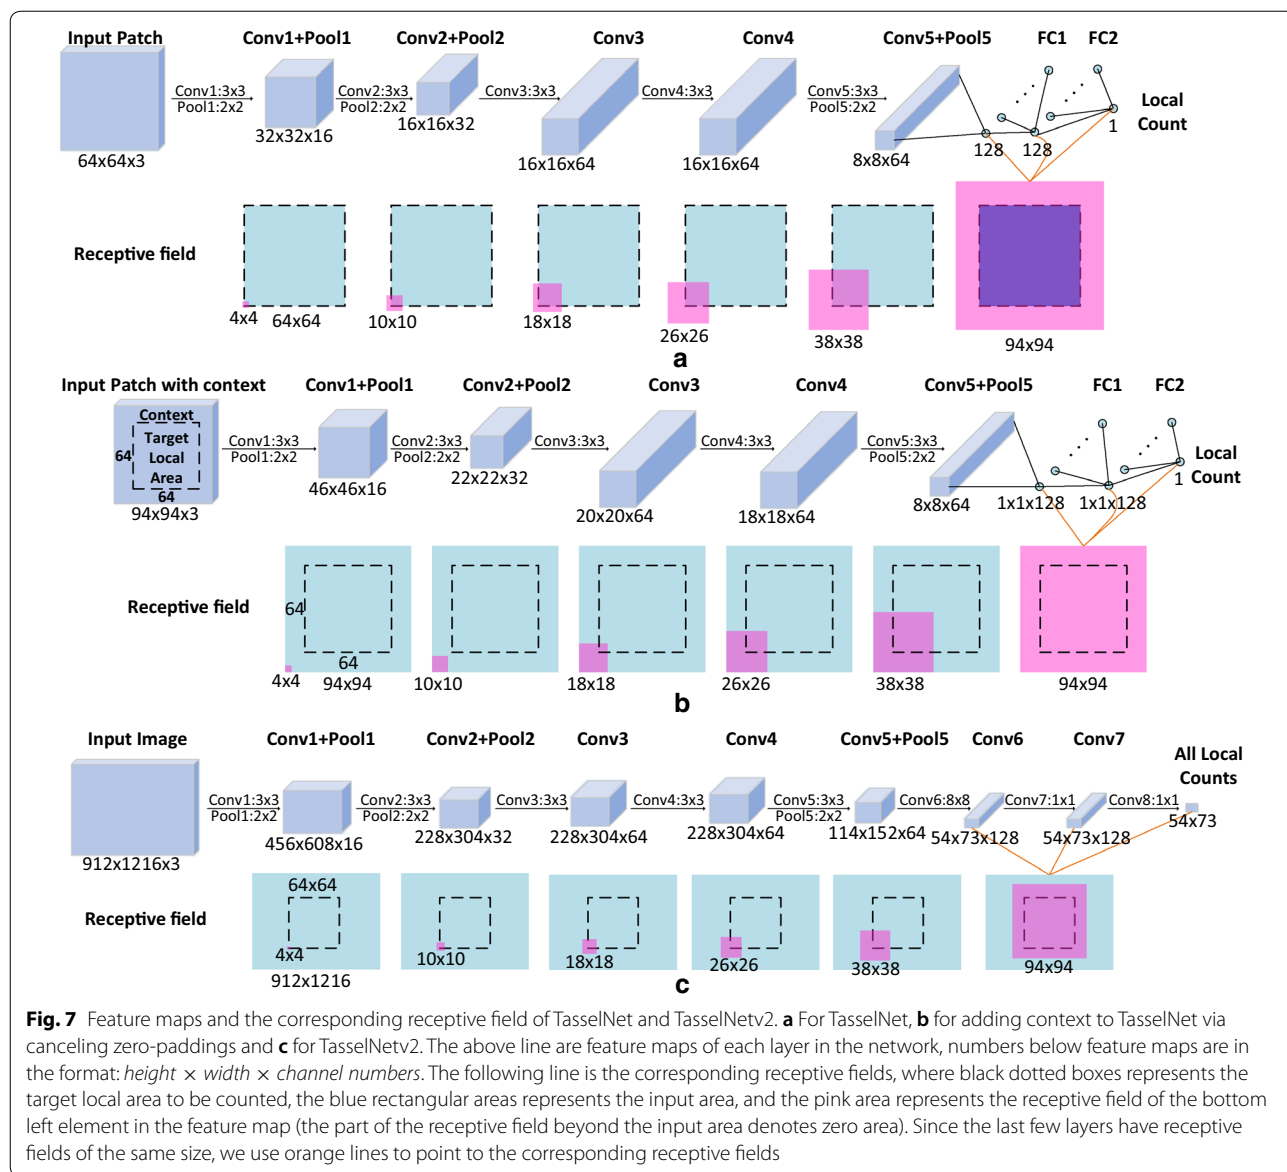 Input Patch
Conv1+Pool1
Conv2+Pool2
Conv3
Conv4
Conv5+Pool5
FC1
FC2
Conv1:3x3
Pool1:2x2
Conv2:3x3
Pool2:2x2
Conv3:3x3
Conv4:3x3
Conv5:3x3
Pool5:2x2
Local
Count
64x64x3
32x32x16
16x16x32
16x16x64
16x16x64
8x8x64
128
128
1
Receptive field
4x4
64x64
10x10
18x18
26x26
38x38
94x94
a
Input Patch with context
Conv1+Pool1
Conv2+Pool2
Conv3
Conv4
Conv5+Pool5
FC1
FC2
Context
Target
Local
Area
64
64
Conv1:3x3
Pool1:2x2
Conv2:3x3
Pool2:2x2
Conv3:3x3
Conv4:3x3
Conv5:3x3
Pool5:2x2
Local
Count
94x94x3
46x46x16
22x22x32
20x20x64
18x18x64
8x8x64
1x1x128
1x1x128
1
Receptive field
64
64
4x4
94x94
10x10
18x18
26x26
38x38
94x94
b
Input Image
Conv1+Pool1
Conv2+Pool2
Conv3
Conv4
Conv5+Pool5
Conv6
Conv7
All Local
Counts
Conv1:3x3
Pool1:2x2
Conv2:3x3
Pool2:2x2
Conv3:3x3
Conv4:3x3
Conv5:3x3
Pool5:2x2
Conv6:8x8
Conv7:1x1
Conv8:1x1
912x1216x3
456x608x16
228x304x32
228x304x64
228x304x64
114x152x64
54x73x128
54x73x128
54x73
Receptive field
64x64
4x4
912x1216
10x10
18x18
26x26
38x38
94x94
c
Fig. 7 Feature maps and the corresponding receptive field of TasselNet and TasselNetv2. a For TasselNet, b for adding context to TasselNet via
canceling zero-paddings and c for TasselNetv2. The above line are feature maps of each layer in the network, numbers below feature maps are in
the format: height × width × channel numbers. The following line is the corresponding receptive fields, where black dotted boxes represents the
target local area to be counted, the blue rectangular areas represents the input area, and the pink area represents the receptive field of the bottom
left element in the feature map (the part of the receptive field beyond the input area denotes zero area). Since the last few layers have receptive
fields of the same size, we use orange lines to point to the corresponding receptive fields